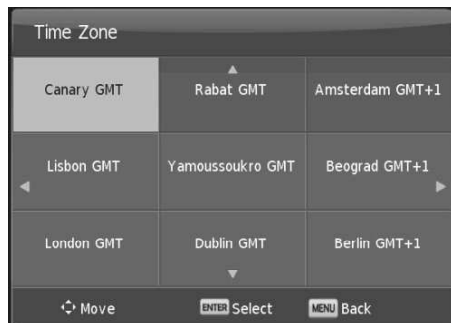 Time Zone
Canary GMT Rabat GMT Amsterdam GMT+1
Lisbon GMT Yamoussoukro GMT Beograd GMT+1
London GMT Dublin GMT Berlin GMT+1
Move ENTER Select MENU Back